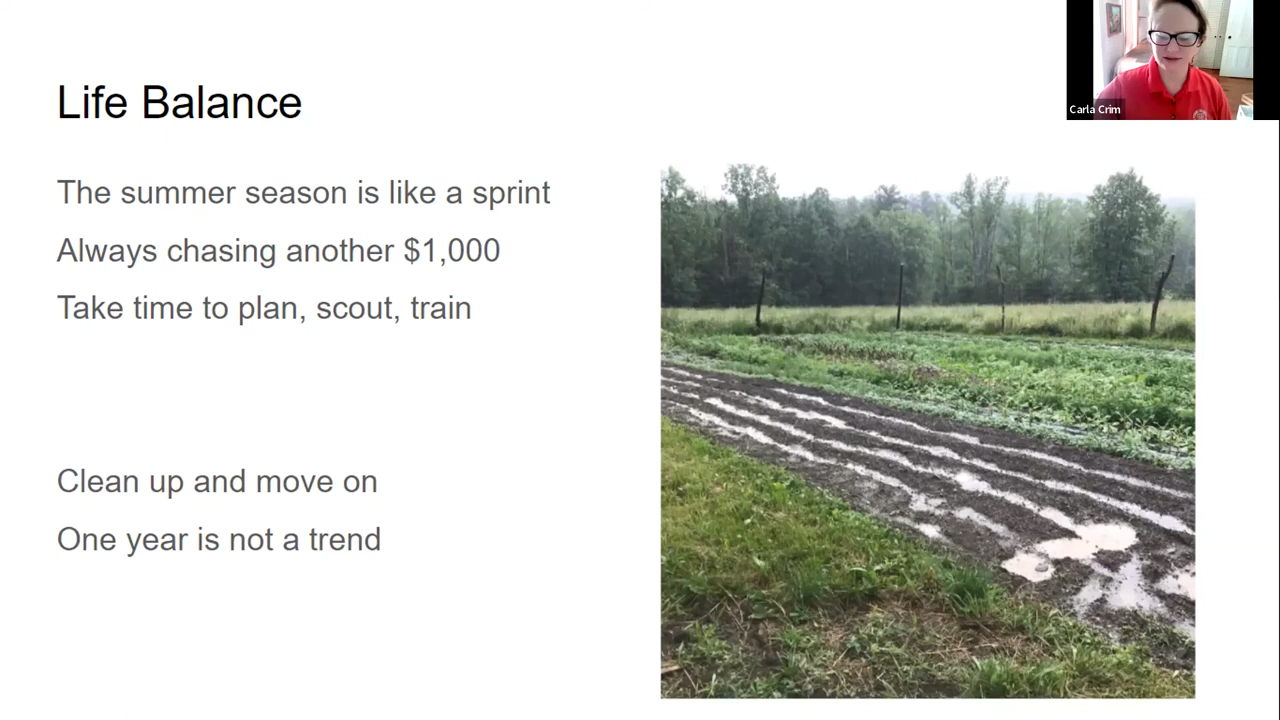 Life Balance
The summer season is like a sprint
Always chasing another $1,000
Take time to plan, scout, train
Clean up and move on
One year is not a trend
Carla Crim